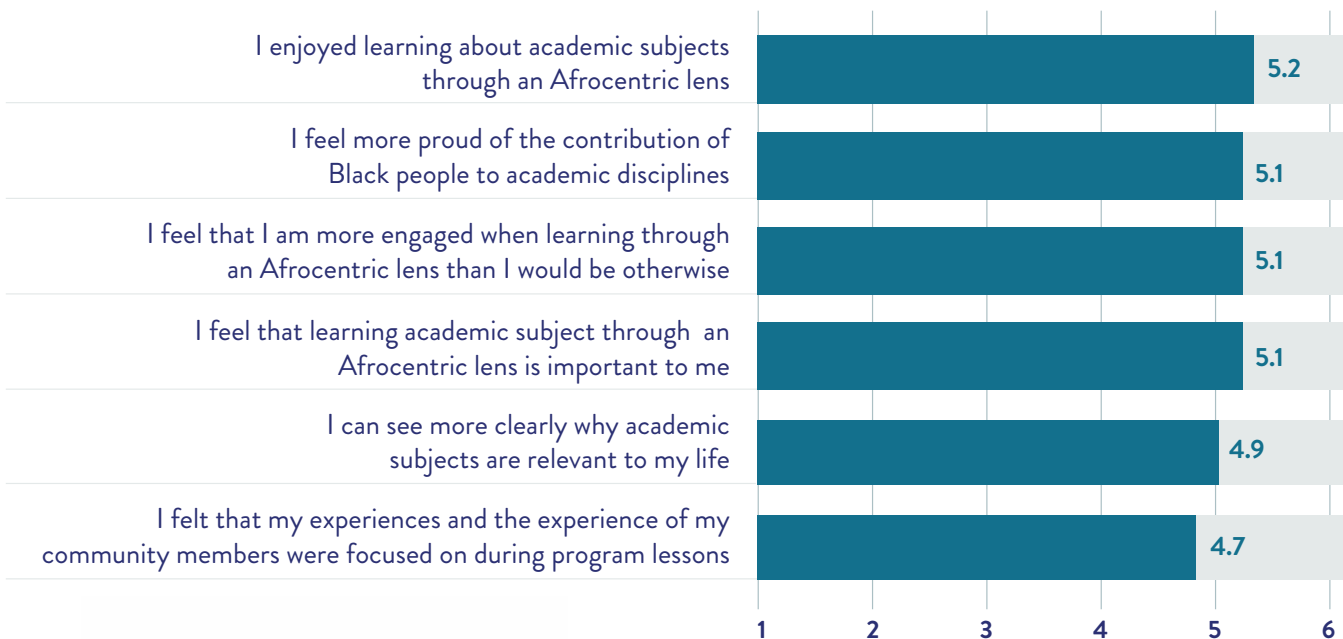 I enjoyed learning about academic subjects
through an Afrocentric lens
5.2
I feel more proud of the contribution of
Black people to academic disciplines
5.1
I feel that I am more engaged when learning through
an Afrocentric lens than I would be otherwise
5.1
I feel that learning academic subject through an
Afrocentric lens is important to me
5.1
I can see more clearly why academic
subjects are relevant to my life
4.9
I felt that my experiences and the experience of my
community members were focused on during program lessons
4.7
1 2 3 4 5 6